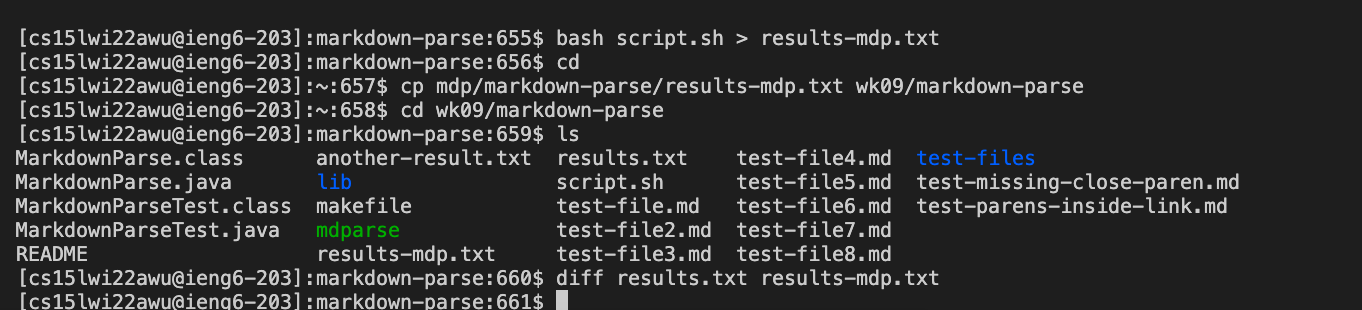 [cs15lwi22awu@ieng6-203]:markdown-parse:655$ bash script.sh > results-mdp.txt
[cs15lwi22awu@ieng6-203]:markdown-parse:656$ cd
[cs15lwi22awu@ieng6-203]:~:657$ cp mdp/markdown-parse/results-mdp.txt wk09/markdown-parse
[cs15lwi22awu@ieng6-203]:~:658$ cd wk09/markdown-parse
[cs15lwi22awu@ieng6-203]:markdown-parse:659$ ls
MarkdownParse.class      another-result.txt  results.txt    test-file4.md  test-files
MarkdownParse.java       lib                 script.sh      test-file5.md  test-missing-close-paren.md
MarkdownParseTest.class  makefile            test-file.md   test-file6.md  test-parens-inside-link.md
MarkdownParseTest.java   mdparse             test-file2.md  test-file7.md
README                   results-mdp.txt     test-file3.md  test-file8.md
[cs15lwi22awu@ieng6-203]:markdown-parse:660$ diff results.txt results-mdp.txt
[cs15lwi22awu@ieng6-203]:markdown-parse:661$